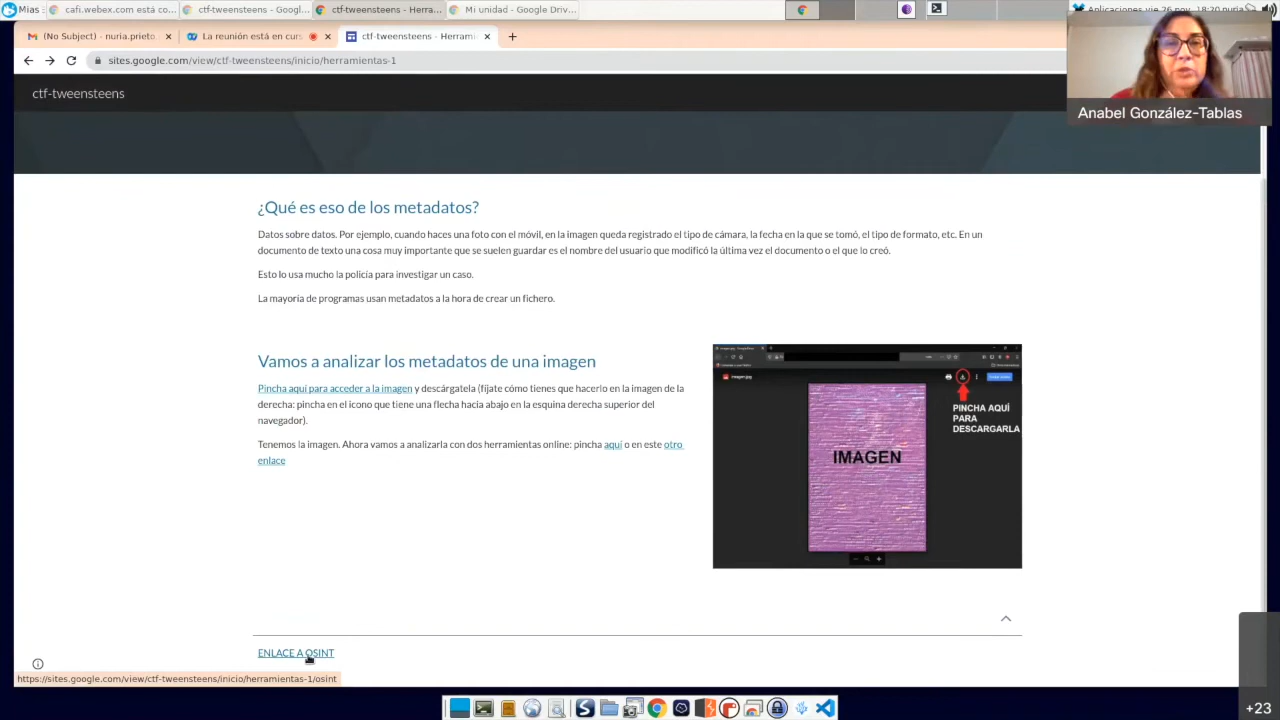 Mias
cafi.webex.com está co...
ctf-tweensteens - Googl...
ctf-tweensteens - Herra...
Mi unidad - Google Driv...
Aplicaciones vie 26 nov, 18:20 nuria
(No Subject) - nuria.prieto.
La reunión está en curs
ctf-tweensteens - Herrami
sites.google.com/view/ctf-tweensteens/inicio/herramientas-1
ctf-tweensteens
Anabel González-Tablas
¿Qué es eso de los metadatos?
Datos sobre datos. Por ejemplo, cuando haces una foto con el móvil, en la imagen queda registrado el tipo de cámara, la fecha en la que se tomó, el tipo de formato, etc. En un
documento de texto una cosa muy importante que se suelen guardar es el nombre del usuario que modificó la última vez el documento o el que lo creó.
Esto lo usa mucho la policía para investigar un caso.
La mayoría de programas usan metadatos a la hora de crear un fichero.
Vamos a analizar los metadatos de una imagen
Pincha aquí para acceder a la imagen y descárgatela (fíjate cómo tienes que hacerlo en la imagen de la
derecha: pincha en el icono que tiene una flecha hacia abajo en la esquina derecha superior del
navegador).
Tenemos la imagen. Ahora vamos a analizarla con dos herramientas online: pincha aquí o en este otro
enlace
imagen.jpg
PINCHA AQUÍ
PARA
DESCARGARLA
IMAGEN
ENLACE A OSINT
https://sites.google.com/view/ctf-tweensteens/inicio/herramientas-1/osint
+23